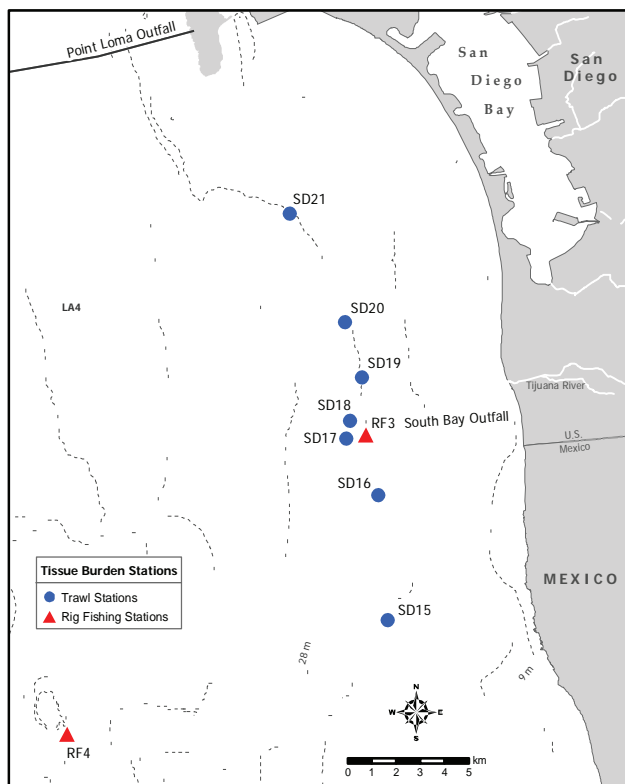 Point Loma Outfall
San
Diego
Bay
San
Diego
SD21
LA4
SD20
SD19
Tijuana River
SD18
RF3
South Bay Outfall
SD17
U.S.
Mexico
SD16
Tissue Burden Stations
Trawl Stations
Rig Fishing Stations
MEXICO
SD15
28 m
9 m
N
W
E
S
RF4
km
0 1 2 3 4 5